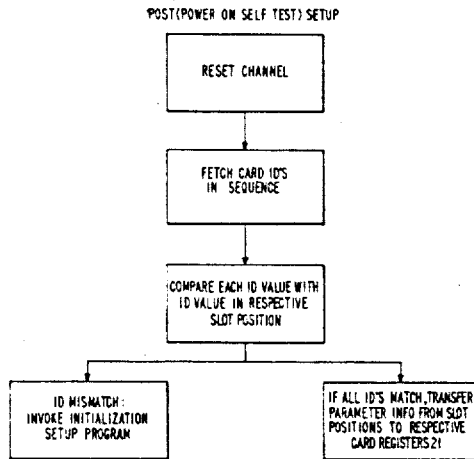 POST(POWER ON SELF TEST) SETUP
RESET CHANNEL
FETCH CARD ID'S
IN SEQUENCE
COMPARE EACH ID VALUE WITH
ID VALUE IN RESPECTIVE
SLOT POSITION
ID MISMATCH:
INVOKE INITIALIZATION
SETUP PROGRAM
IF ALL ID'S MATCH, TRANSFER
PARAMETER INFO FROM SLOT
POSITIONS TO RESPECTIVE
CARD REGISTERS 21